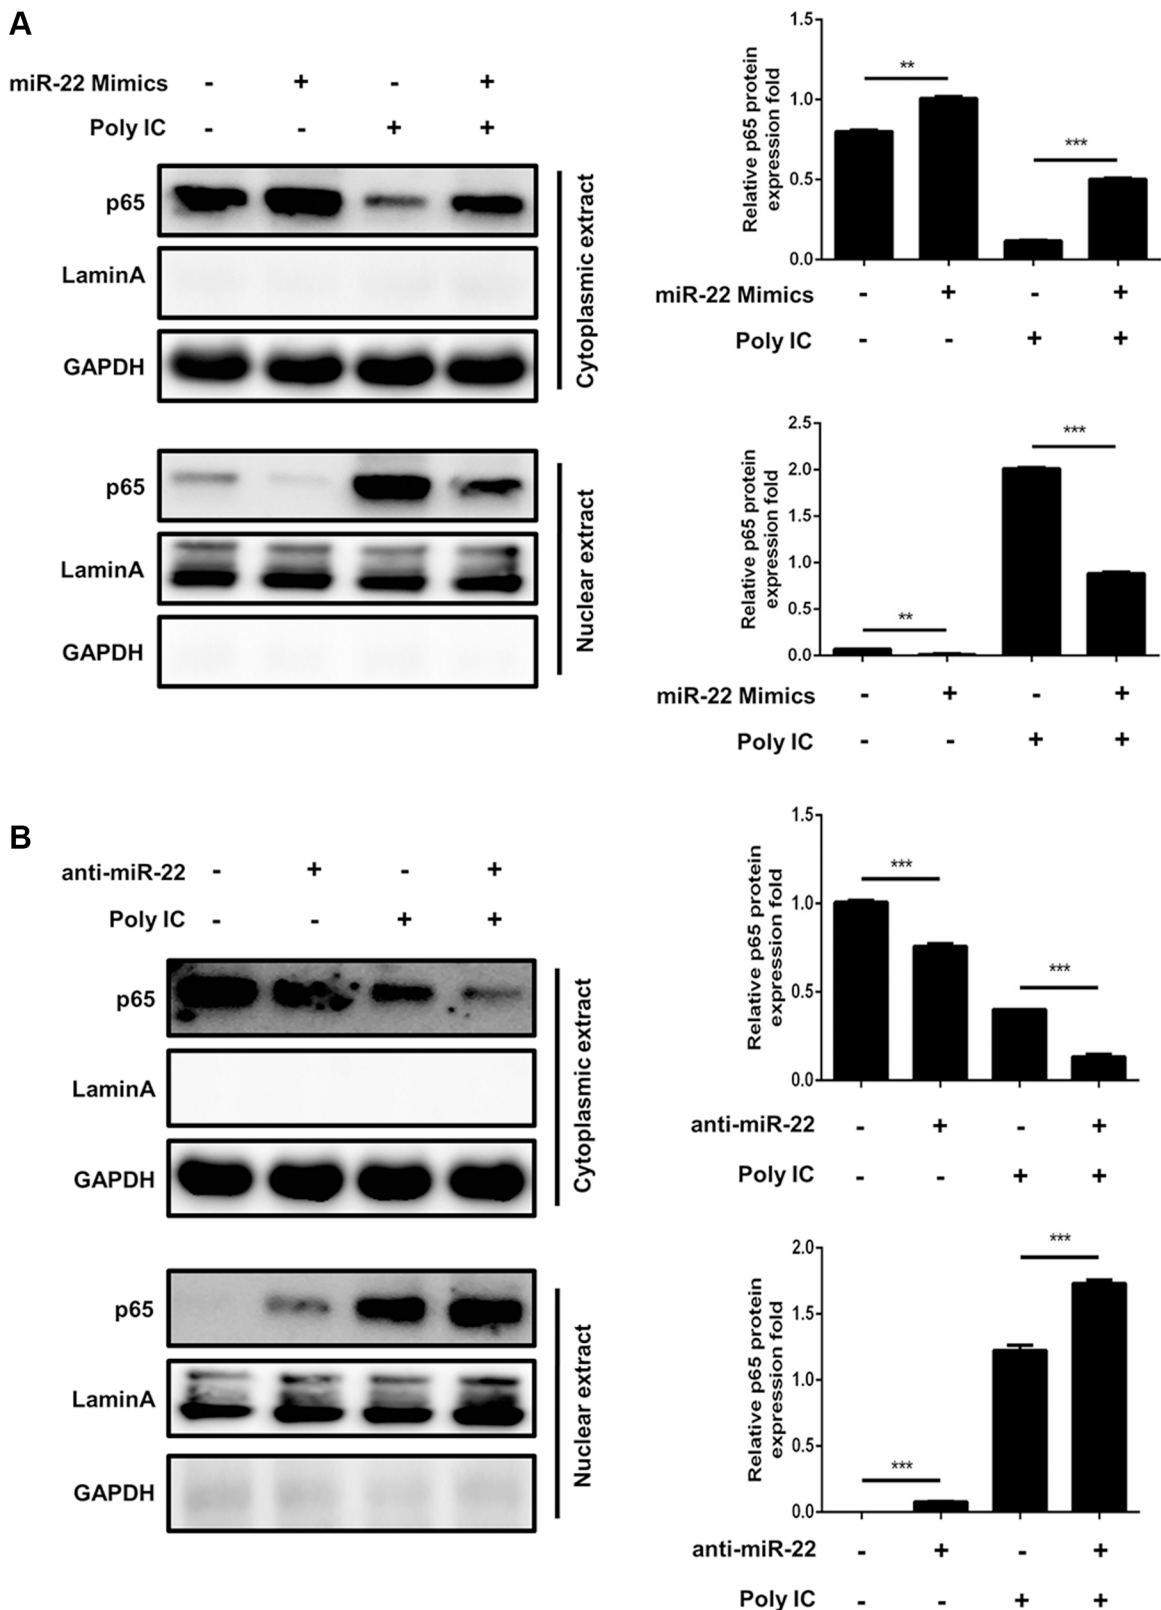 A
miR-22 Mimics - + - +
Poly IC - - + +
p65
LaminA
GAPDH
Cytoplasmic extract
p65
LaminA
GAPDH
Nuclear extract
Relative p65 protein
expression fold
1.5
1.0
0.5
0.0
**
***
miR-22 Mimics - + - +
Poly IC - - + +
Relative p65 protein
expression fold
2.5
2.0
1.5
1.0
0.5
0.0
**
***
miR-22 Mimics - + - +
Poly IC - - + +
B
anti-miR-22 - + - +
Poly IC - - + +
p65
LaminA
GAPDH
Cytoplasmic extract
p65
LaminA
GAPDH
Nuclear extract
Relative p65 protein
expression fold
1.5
1.0
0.5
0.0
***
***
anti-miR-22 - + - +
Poly IC - - + +
Relative p65 protein
expression fold
2.0
1.5
1.0
0.5
0.0
***
***
anti-miR-22 - + - +
Poly IC - - + +